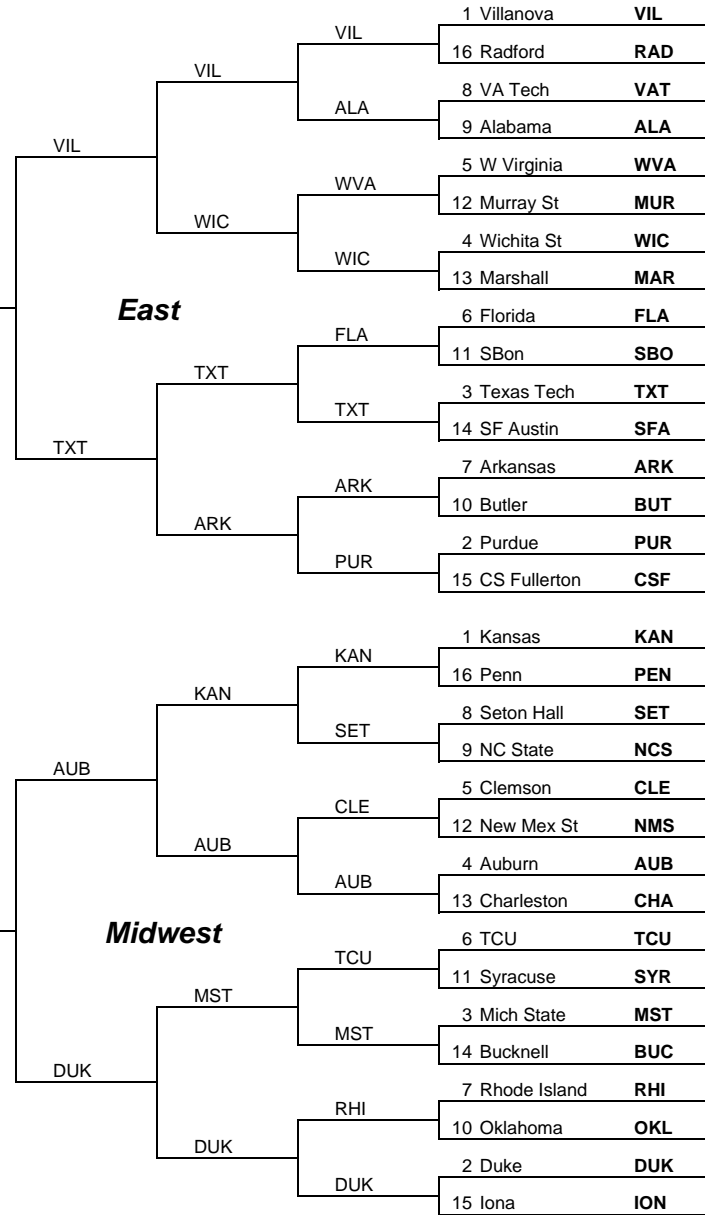 1 Villanova VIL
VIL
16 Radford RAD
VIL
8 VA Tech VAT
ALA
9 Alabama ALA
VIL
5 W Virginia WVA
WVA
12 Murray St MUR
WIC
4 Wichita St WIC
WIC
13 Marshall MAR
East
6 Florida FLA
FLA
11 SBon SBO
TXT
3 Texas Tech TXT
TXT
14 SF Austin SFA
TXT
7 Arkansas ARK
ARK
10 Butler BUT
ARK
2 Purdue PUR
PUR
15 CS Fullerton CSF
1 Kansas KAN
KAN
16 Penn PEN
KAN
8 Seton Hall SET
SET
9 NC State NCS
AUB
5 Clemson CLE
CLE
12 New Mex St NMS
AUB
4 Auburn AUB
AUB
13 Charleston CHA
Midwest
6 TCU TCU
TCU
11 Syracuse SYR
MST
3 Mich State MST
MST
14 Bucknell BUC
DUK
7 Rhode Island RHI
RHI
10 Oklahoma OKL
DUK
2 Duke DUK
DUK
15 Iona ION